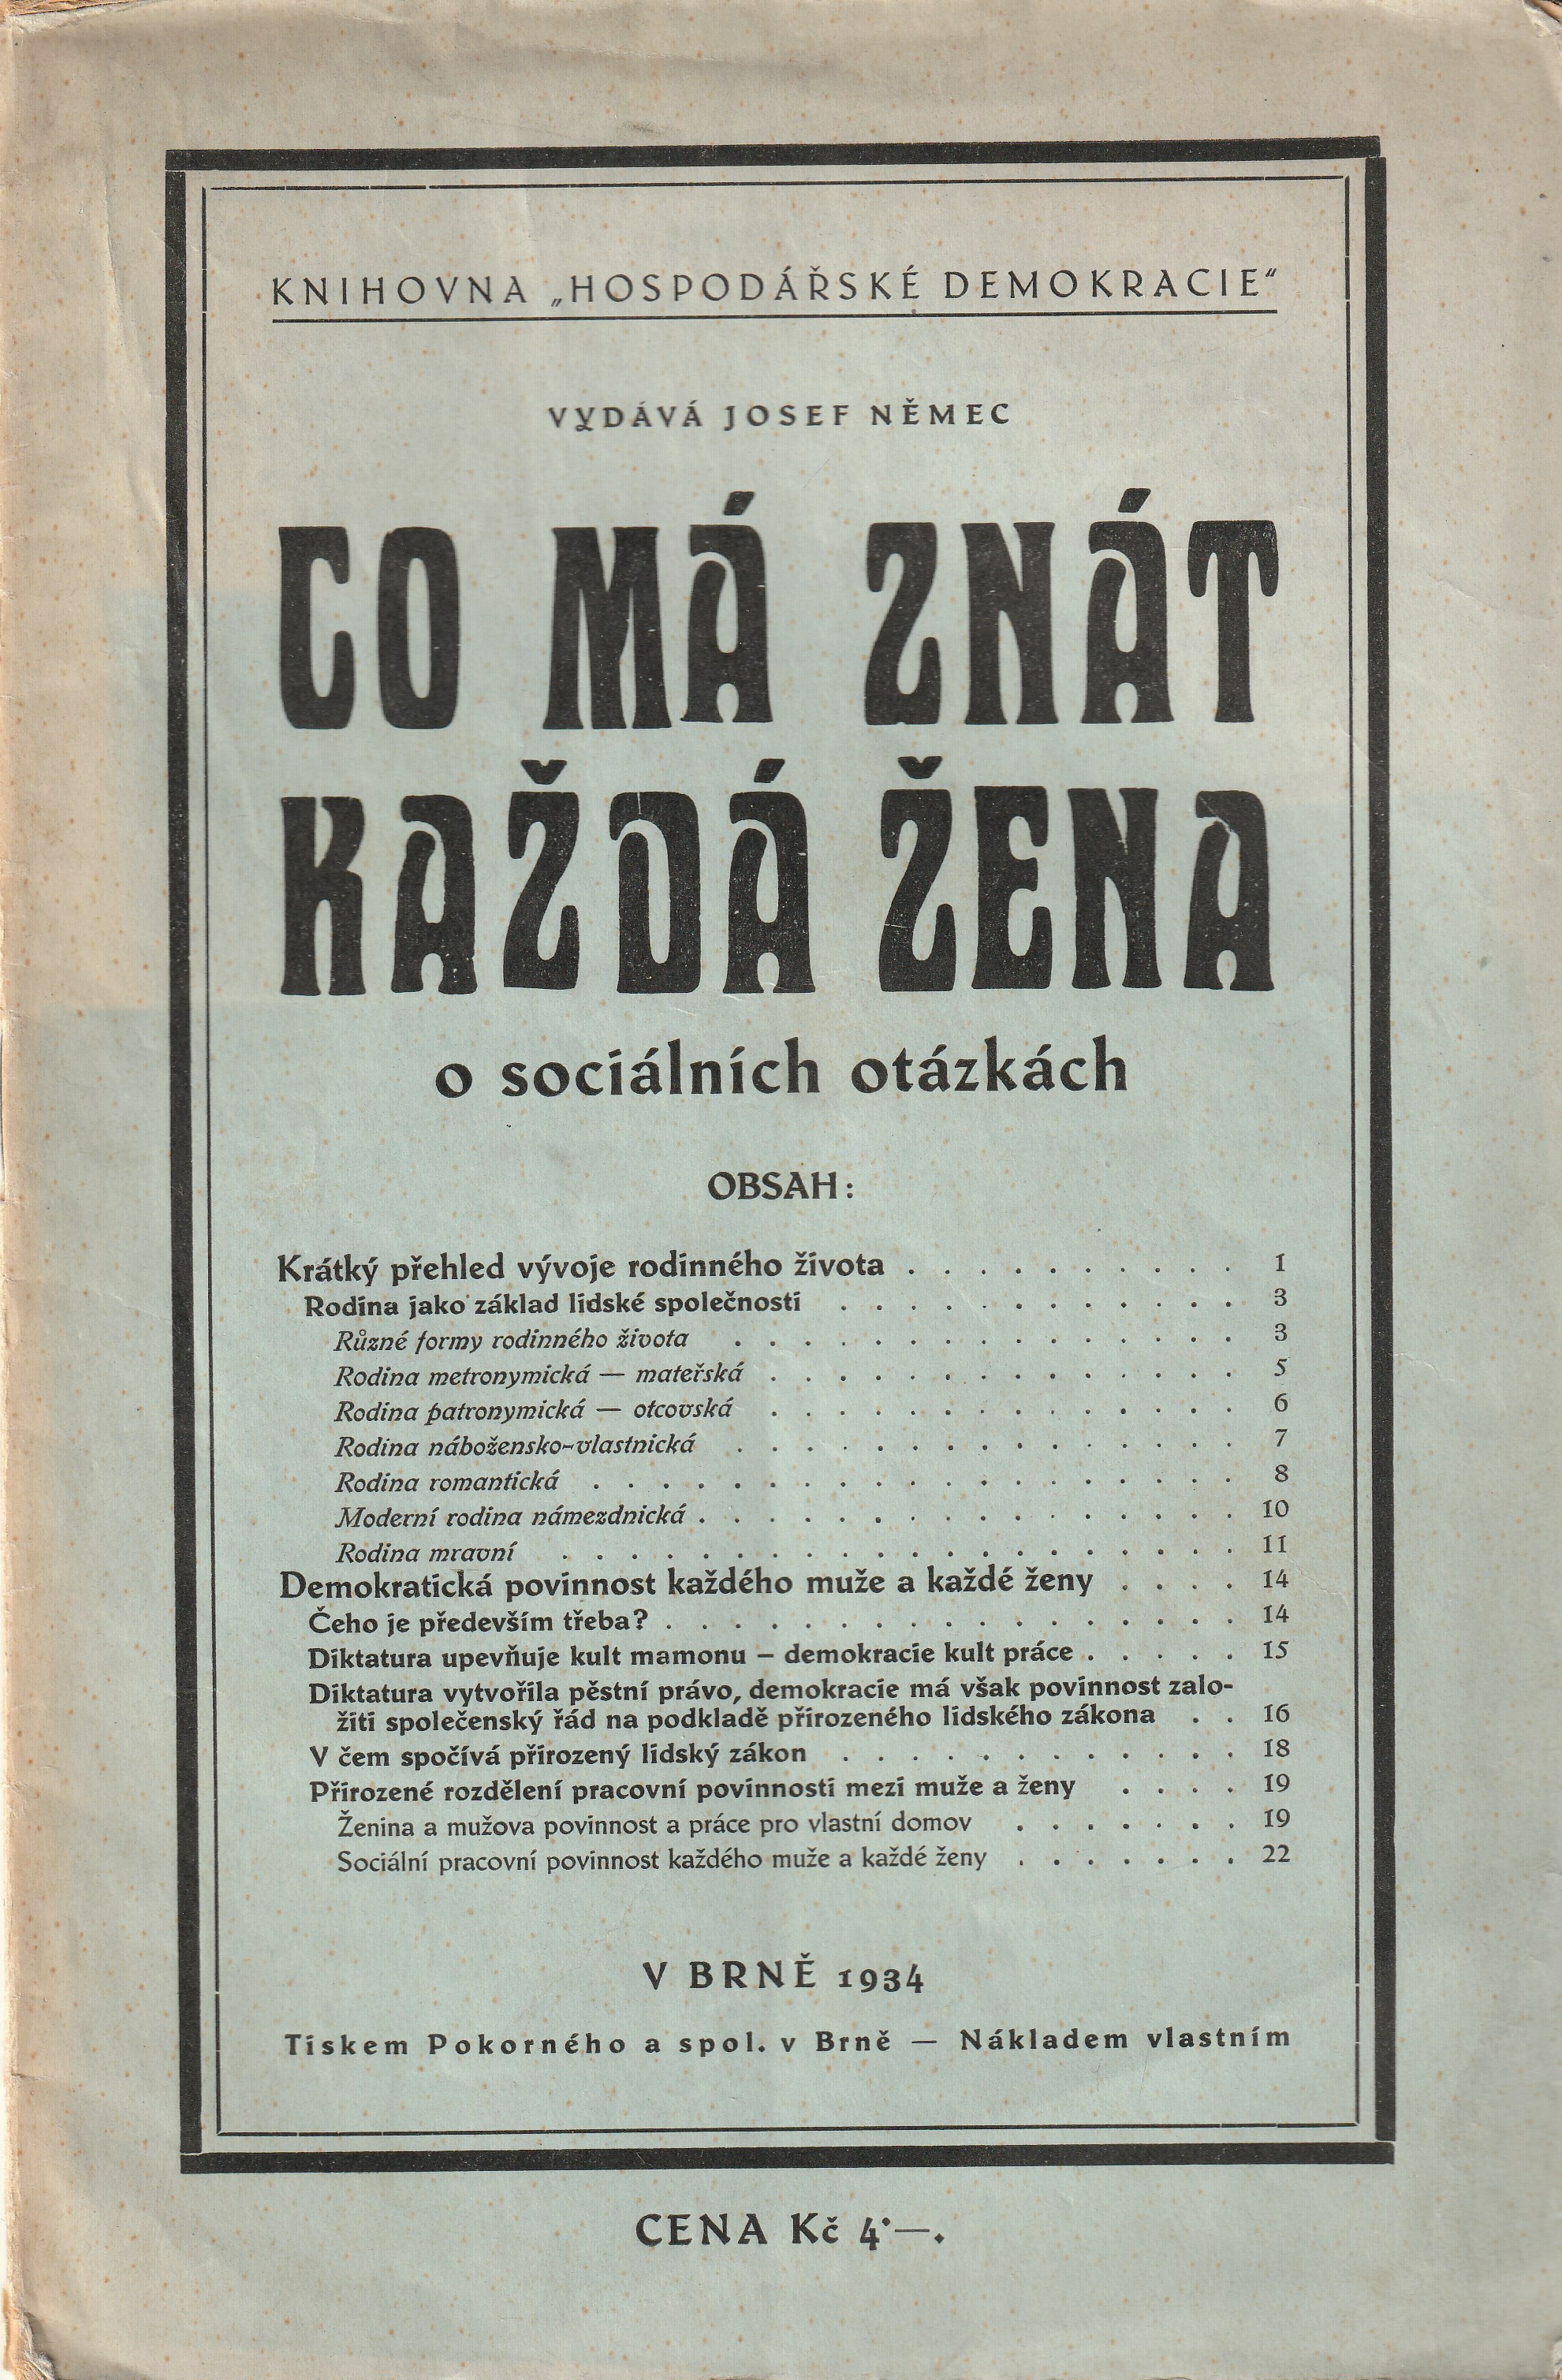 KNIHOVNA „HOSPODÁŘSKÉ DEMOKRACIE“
VYDÁVÁ JOSEF NĚMEC
CO MÁ ZNÁT
KAŽDÁ ŽENA
o sociálních otázkách
OBSAH:
Krátký přehled vývoje rodinného života . . . . . . . . . . 1
Rodina jako základ lidské společnosti . . . . . . . . . . . . 3
Různé formy rodinného života . . . . . . . . . . . . . . . 3
Rodina metronymická — mateřská . . . . . . . . . . . . . . 5
Rodina patronymická — otcovská . . . . . . . . . . . . . . 6
Rodina nábožensko-vlastnická . . . . . . . . . . . . . . . 7
Rodina romantická . . . . . . . . . . . . . . . . . . . 8
Moderní rodina námezdnická . . . . . . . . . . . . . . . . 10
Rodina mravní . . . . . . . . . . . . . . . . . . . . 11
Demokratická povinnost každého muže a každé ženy . . . . 14
Čeho je především třeba? . . . . . . . . . . . . . . . . . 14
Diktatura upevňuje kult mamonu – demokracie kult práce . . . . . 15
Diktatura vytvořila pěstní právo, demokracie má však povinnost zalo-
žiti společenský řád na podkladě přirozeného lidského zákona . . 16
V čem spočívá přirozený lidský zákon . . . . . . . . . . . . 18
Přirozené rozdělení pracovní povinnosti mezi muže a ženy . . . . 19
Ženina a mužova povinnost a práce pro vlastní domov . . . . . . . 19
Sociální pracovní povinnost každého muže a každé ženy . . . . . . . 22
V BRNĚ 1934
Tiskem Pokorného a spol. v Brně — Nákladem vlastním
CENA Kč 4·—.